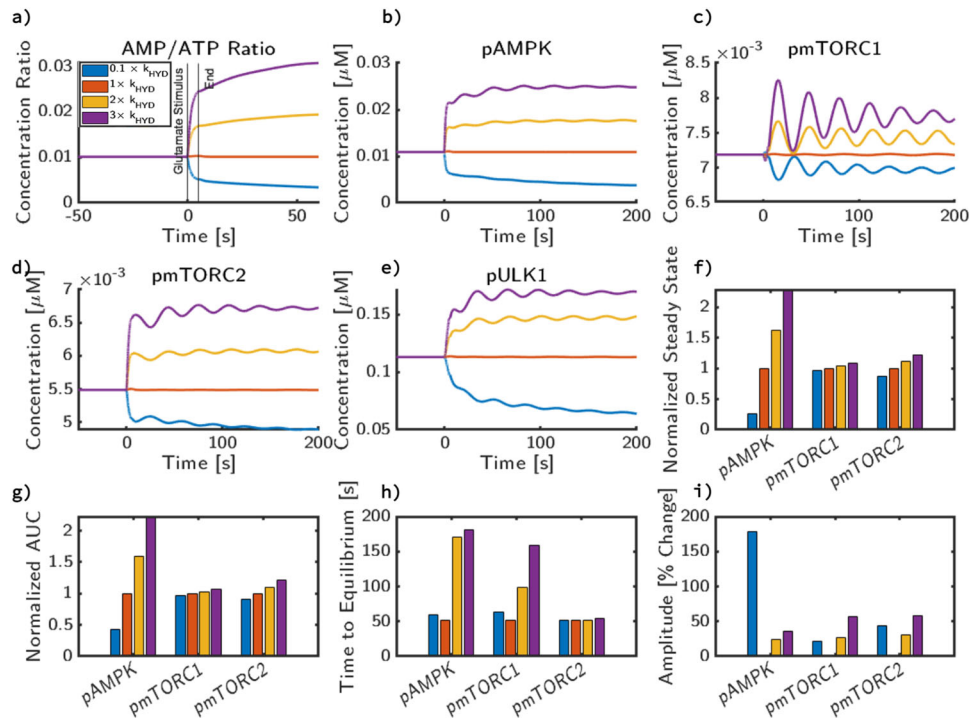 a)
AMP/ATP Ratio
Concentration Ratio
0.03
0.02
0.01
0
-50
0
50
Time [s]
0.1 × kHYD
1× kHYD
2× kHYD
3× kHYD
Glutamate Stimulus
End
b)
pAMPK
Concentration [μM]
0.03
0.02
0.01
0
0
100
200
Time [s]
c)
pmTORC1
×10⁻³
Concentration [μM]
8.5
8
7.5
7
6.5
0
100
200
Time [s]
d)
pmTORC2
×10⁻³
Concentration [μM]
7
6.5
6
5.5
5
0
100
200
Time [s]
e)
pULK1
Concentration [μM]
0.15
0.1
0.05
0
100
200
Time [s]
f)
Normalized Steady State
2
1.5
1
0.5
0
pAMPK
pmTORC1
pmTORC2
g)
Normalized AUC
2
1.5
1
0.5
0
pAMPK
pmTORC1
pmTORC2
h)
Time to Equilibrium [s]
200
150
100
50
0
pAMPK
pmTORC1
pmTORC2
i)
Amplitude [% Change]
200
150
100
50
0
pAMPK
pmTORC1
pmTORC2